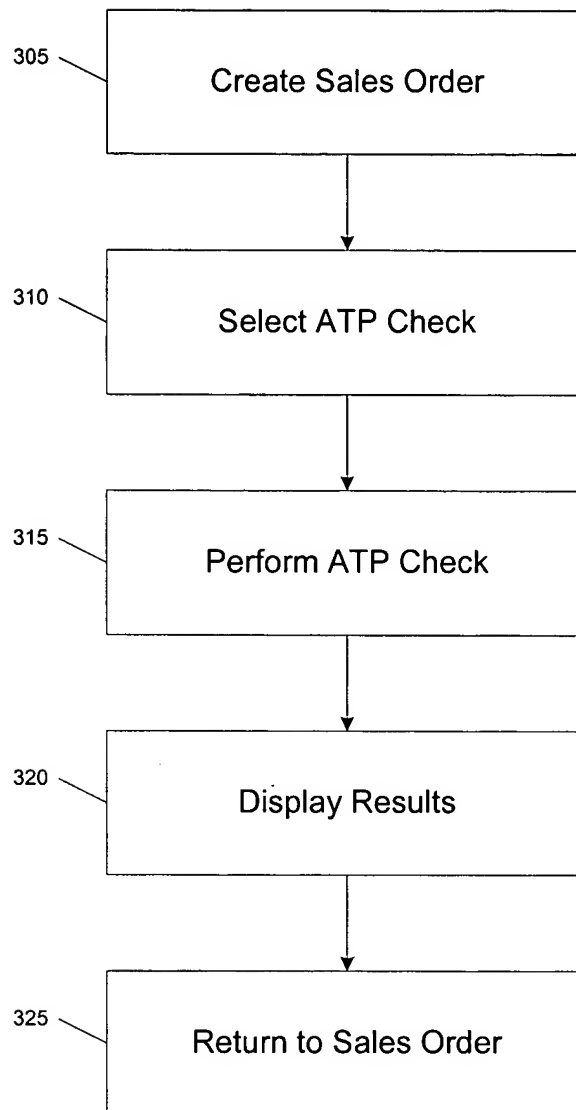 305
Create Sales Order
310
Select ATP Check
315
Perform ATP Check
320
Display Results
325
Return to Sales Order